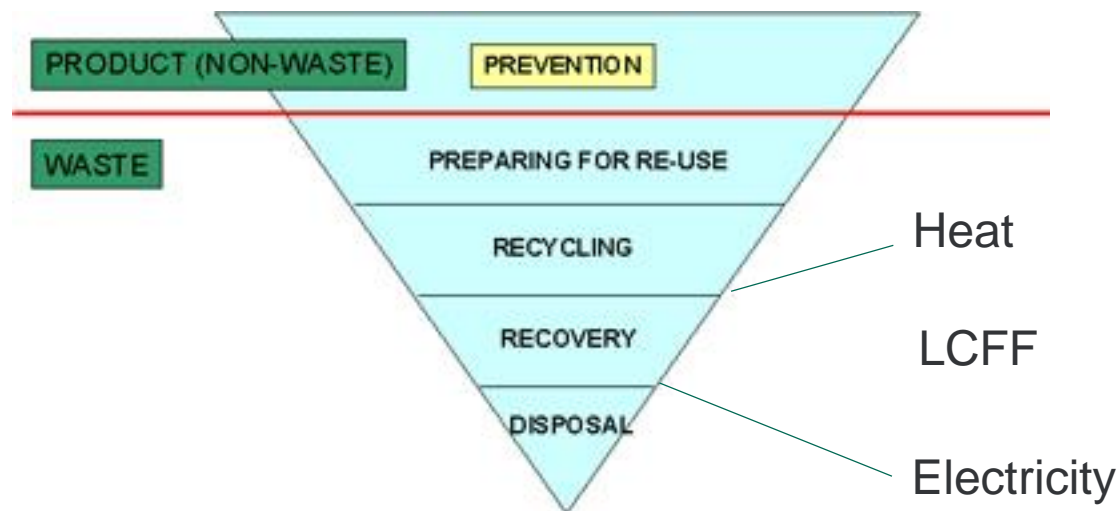 PRODUCT (NON-WASTE)
PREVENTION
WASTE
PREPARING FOR RE-USE
RECYCLING
Heat
RECOVERY
LCFF
DISPOSAL
Electricity